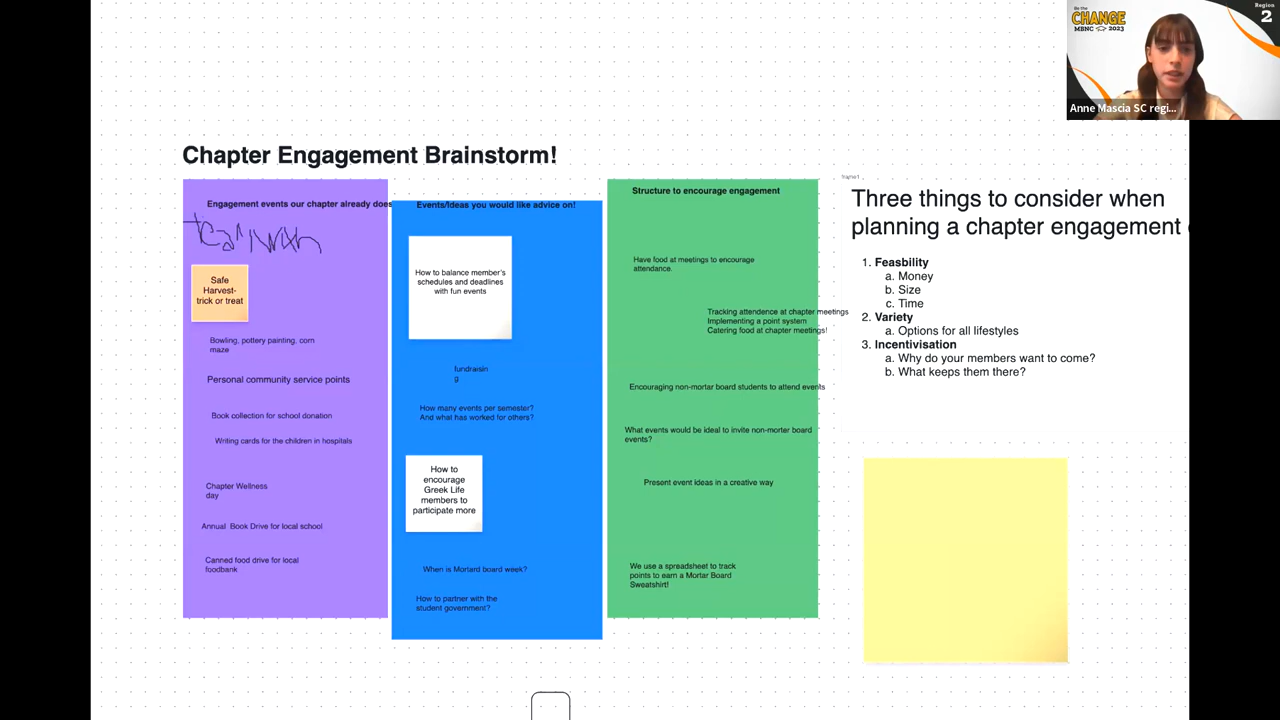 Be the
CHANGE
MBNC 2023
Region
2
Anne Mascia SC regi...
Chapter Engagement Brainstorm!
Engagement events our chapter already does
Safe
Harvest-
trick or treat
Bowling, pottery painting, corn
maze
Personal community service points
Book collection for school donation
Writing cards for the children in hospitals
Chapter Wellness
day
Annual Book Drive for local school
Canned food drive for local
foodbank
Events/Ideas you would like advice on!
How to balance member's
schedules and deadlines
with fun events
fundraisin
g
How many events per semester?
And what has worked for others?
How to
encourage
Greek Life
members to
participate more
When is Mortard board week?
How to partner with the
student government?
Structure to encourage engagement
Have food at meetings to encourage
attendance.
Tracking attendence at chapter meetings
Implementing a point system
Catering food at chapter meetings!
Encouraging non-mortar board students to attend events
What events would be ideal to invite non-morter board
events?
Present event ideas in a creative way
We use a spreadsheet to track
points to earn a Mortar Board
Sweatshirt!
Three things to consider when
planning a chapter engagement
1. Feasbility
a. Money
b. Size
c. Time
2. Variety
a. Options for all lifestyles
3. Incentivisation
a. Why do your members want to come?
b. What keeps them there?